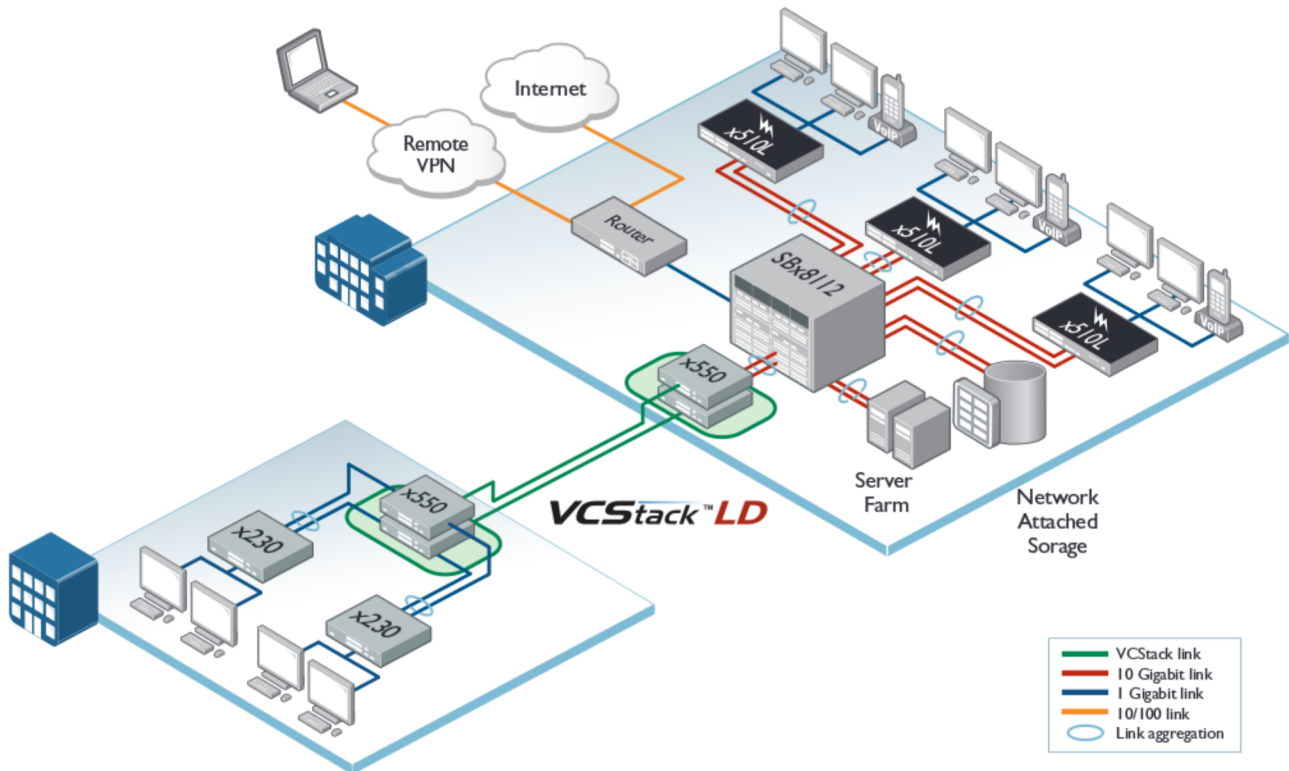 Internet
Remote
VPN
Router
x510L
VoIP
x510L
VoIP
x510L
VoIP
SBx8112
x550
x550
x230
x230
VCStack™LD
Server
Farm
Network
Attached
Sorage
VCStack link
10 Gigabit link
1 Gigabit link
10/100 link
Link aggregation